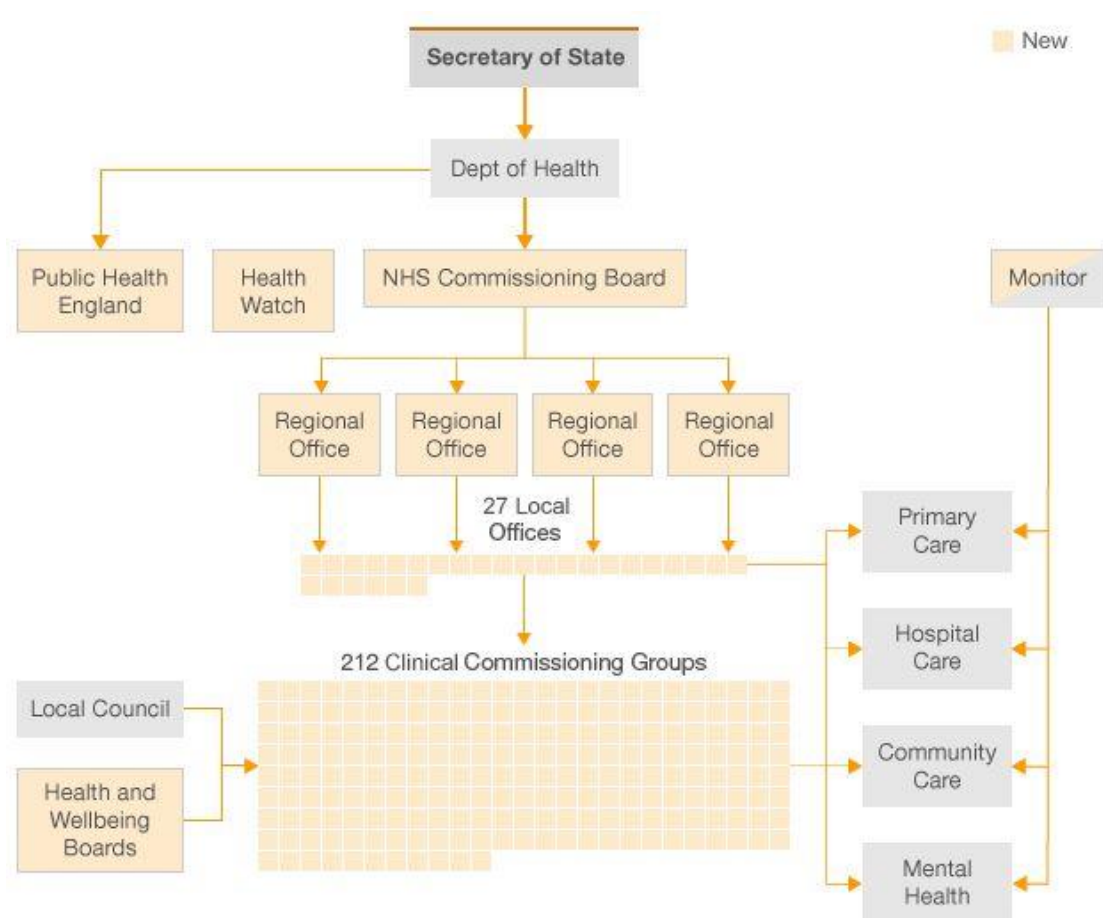 New
Secretary of State
Dept of Health
Public Health
England
Health
Watch
NHS Commissioning Board
Monitor
Regional
Office
Regional
Office
Regional
Office
Regional
Office
27 Local
Offices
Primary
Care
Hospital
Care
212 Clinical Commissioning Groups
Local Council
Community
Care
Health and
Wellbeing
Boards
Mental
Health